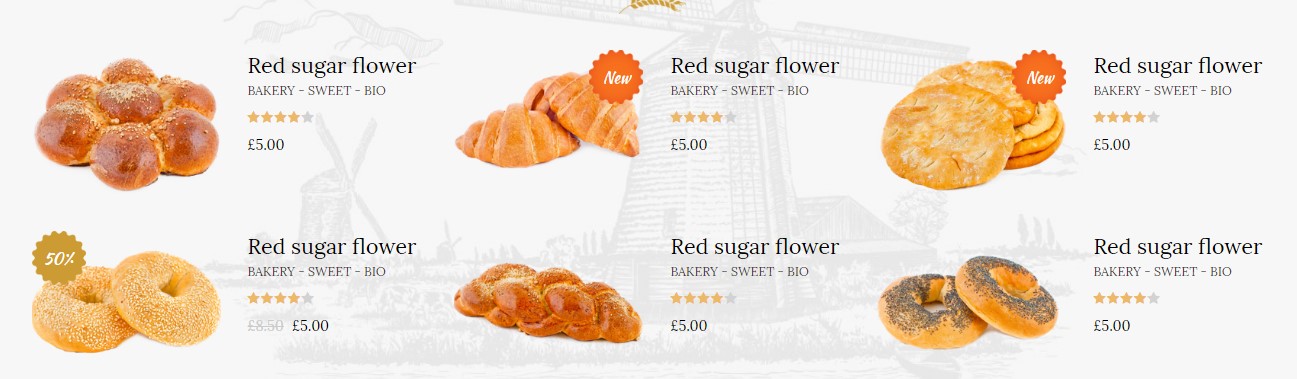 Red sugar flower
BAKERY - SWEET - BIO
£5.00
New
Red sugar flower
BAKERY - SWEET - BIO
£5.00
New
Red sugar flower
BAKERY - SWEET - BIO
£5.00
50%
Red sugar flower
BAKERY - SWEET - BIO
£8.50 £5.00
Red sugar flower
BAKERY - SWEET - BIO
£5.00
Red sugar flower
BAKERY - SWEET - BIO
£5.00